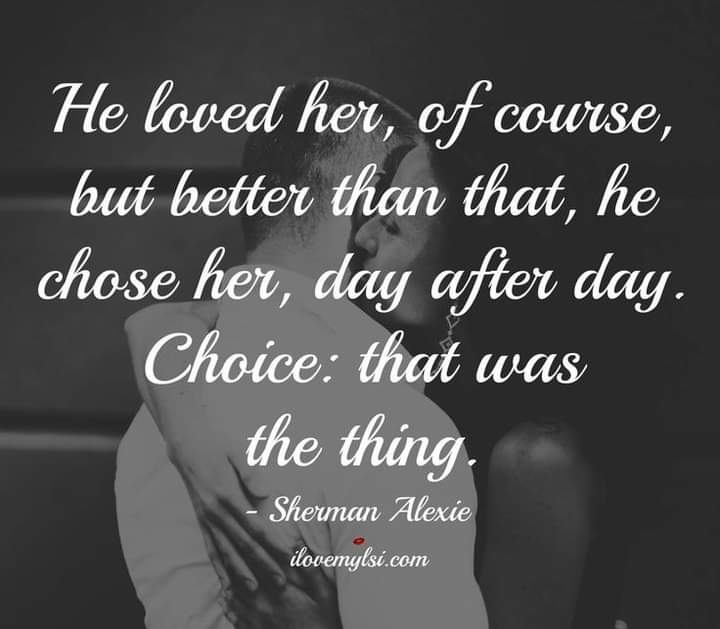 He loved her, of course,
but better than that, he
chose her, day after day.
Choice: that was
the thing.
- Sherman Alexie
ilovemylsi.com